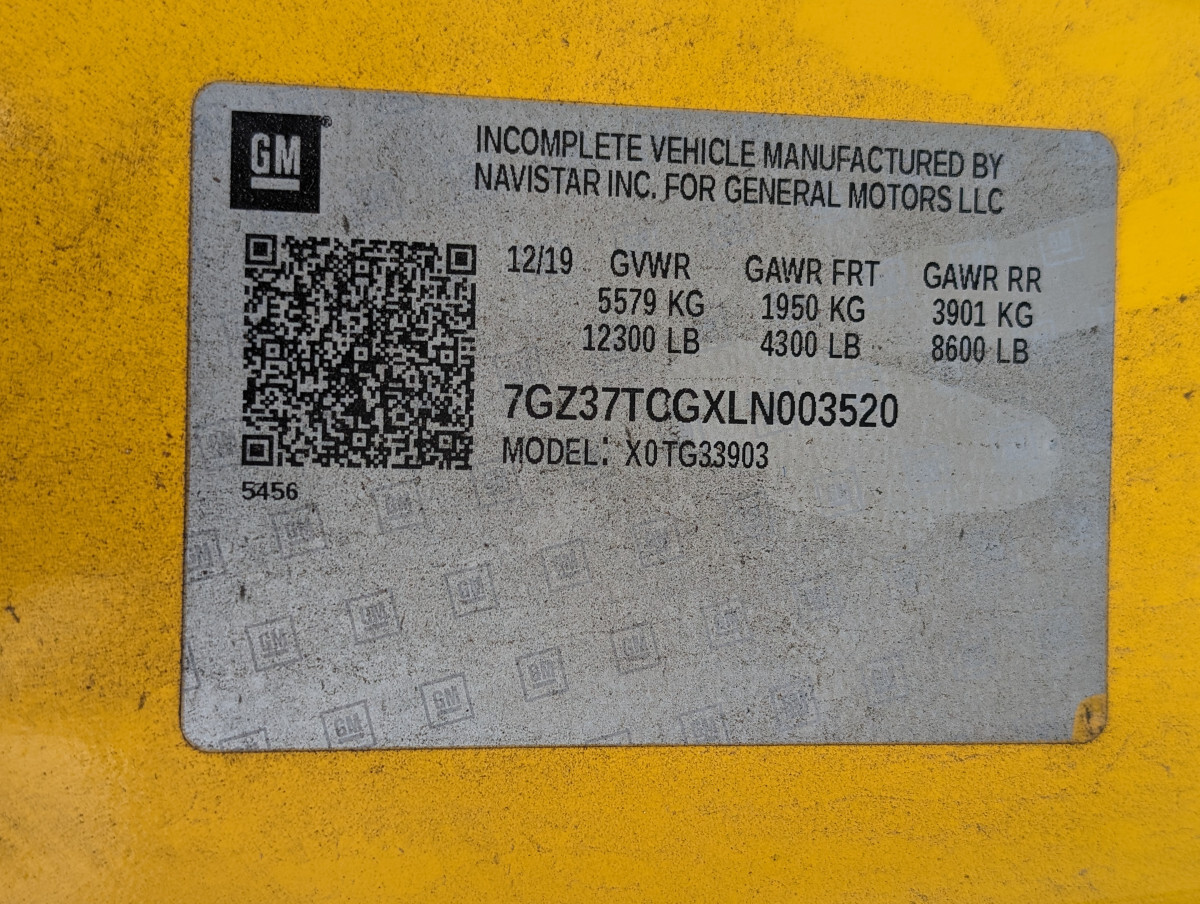 GM®
INCOMPLETE VEHICLE MANUFACTURED BY
NAVISTAR INC. FOR GENERAL MOTORS LLC
12/19 GVWR GAWR FRT GAWR RR
5579 KG 1950 KG 3901 KG
12300 LB 4300 LB 8600 LB
7GZ37TCGXLN003520
MODEL: X0TG33903
5456